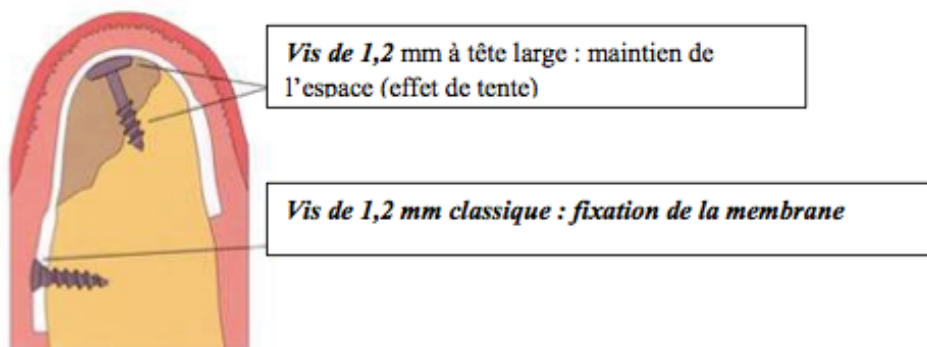 Vis de 1,2 mm à tête large : maintien de
l'espace (effet de tente)
Vis de 1,2 mm classique : fixation de la membrane